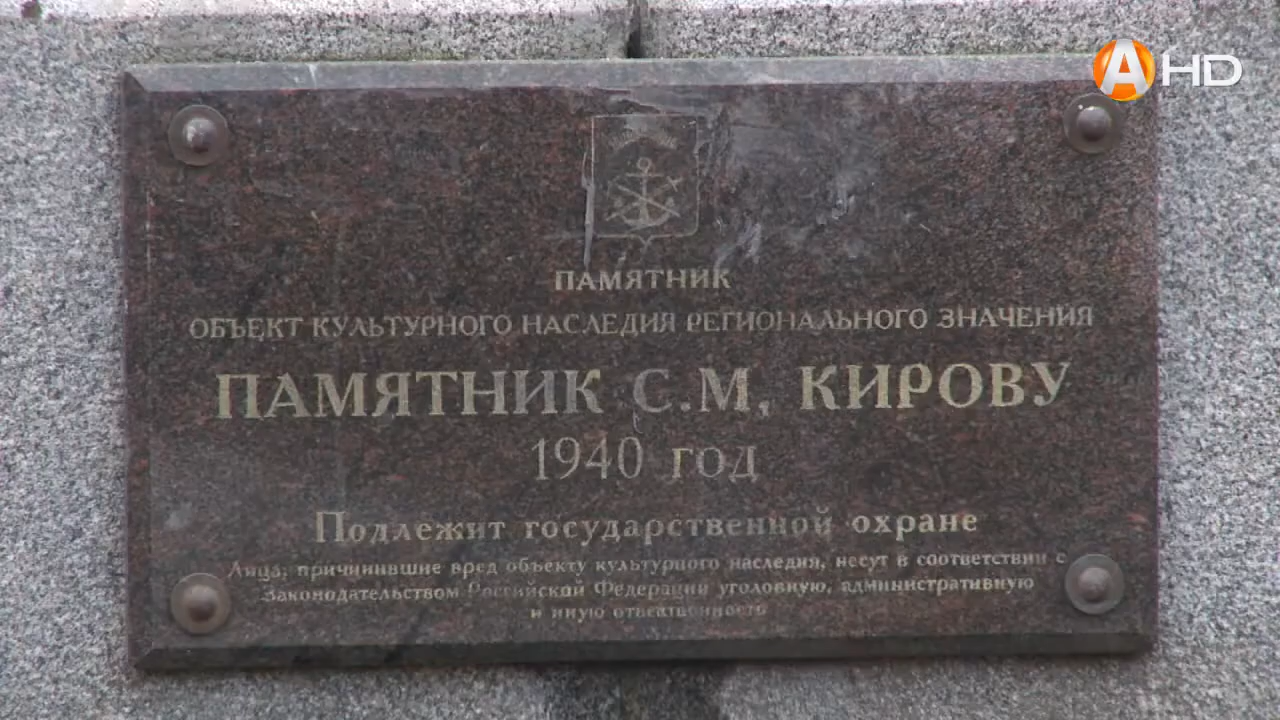 А HD
ПАМЯТНИК
ОБЪЕКТ КУЛЬТУРНОГО НАСЛЕДИЯ РЕГИОНАЛЬНОГО ЗНАЧЕНИЯ
ПАМЯТНИК С.М. КИРОВУ
1940 ГОД
Подлежит государственной охране
Лица, причинившие вред объекту культурного наследия, несут в соответствии с
законодательством Российской Федерации уголовную, административную
и иную ответственность